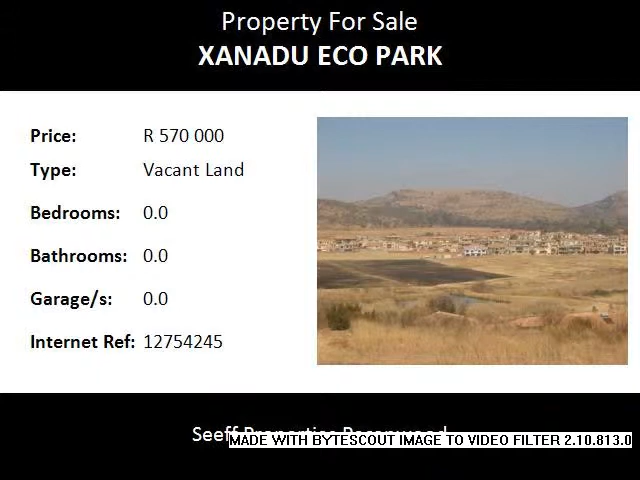 Property For Sale
XANADU ECO PARK
Price: R 570 000
Type: Vacant Land
Bedrooms: 0.0
Bathrooms: 0.0
Garage/s: 0.0
Internet Ref: 12754245
Seeff Properties
MADE WITH BYTESCOUT IMAGE TO VIDEO FILTER 2.10.813.0